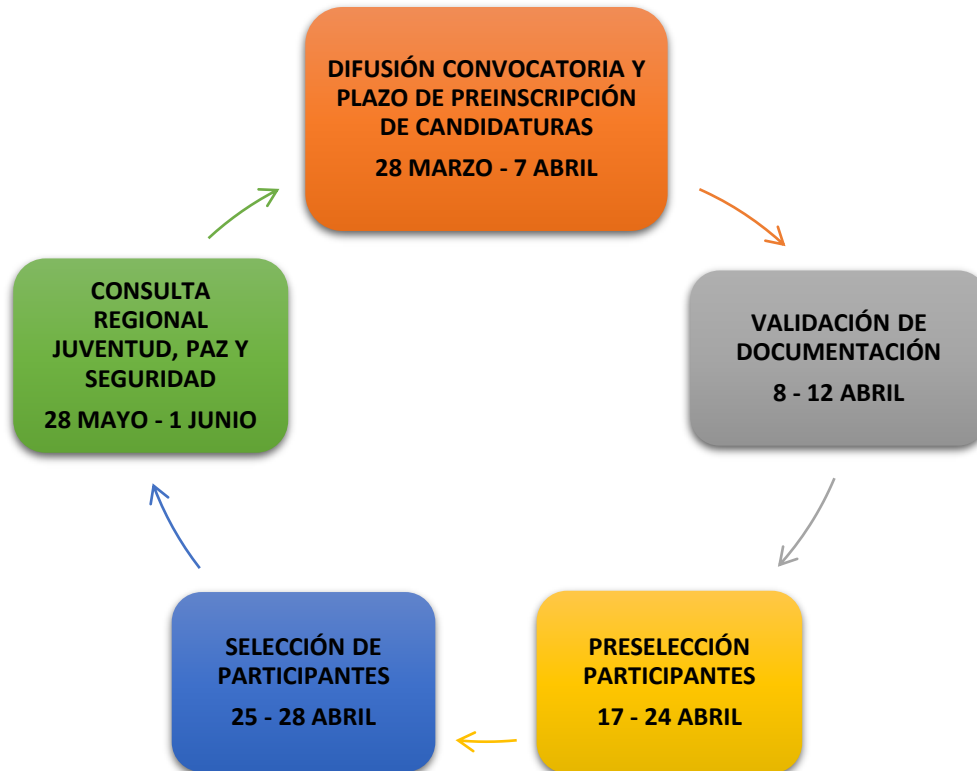 DIFUSIÓN CONVOCATORIA Y
PLAZO DE PREINSCRIPCIÓN
DE CANDIDATURAS
28 MARZO - 7 ABRIL
VALIDACIÓN DE
DOCUMENTACIÓN
8 - 12 ABRIL
PRESELECCIÓN
PARTICIPANTES
17 - 24 ABRIL
SELECCIÓN DE
PARTICIPANTES
25 - 28 ABRIL
CONSULTA
REGIONAL
JUVENTUD, PAZ Y
SEGURIDAD
28 MAYO - 1 JUNIO